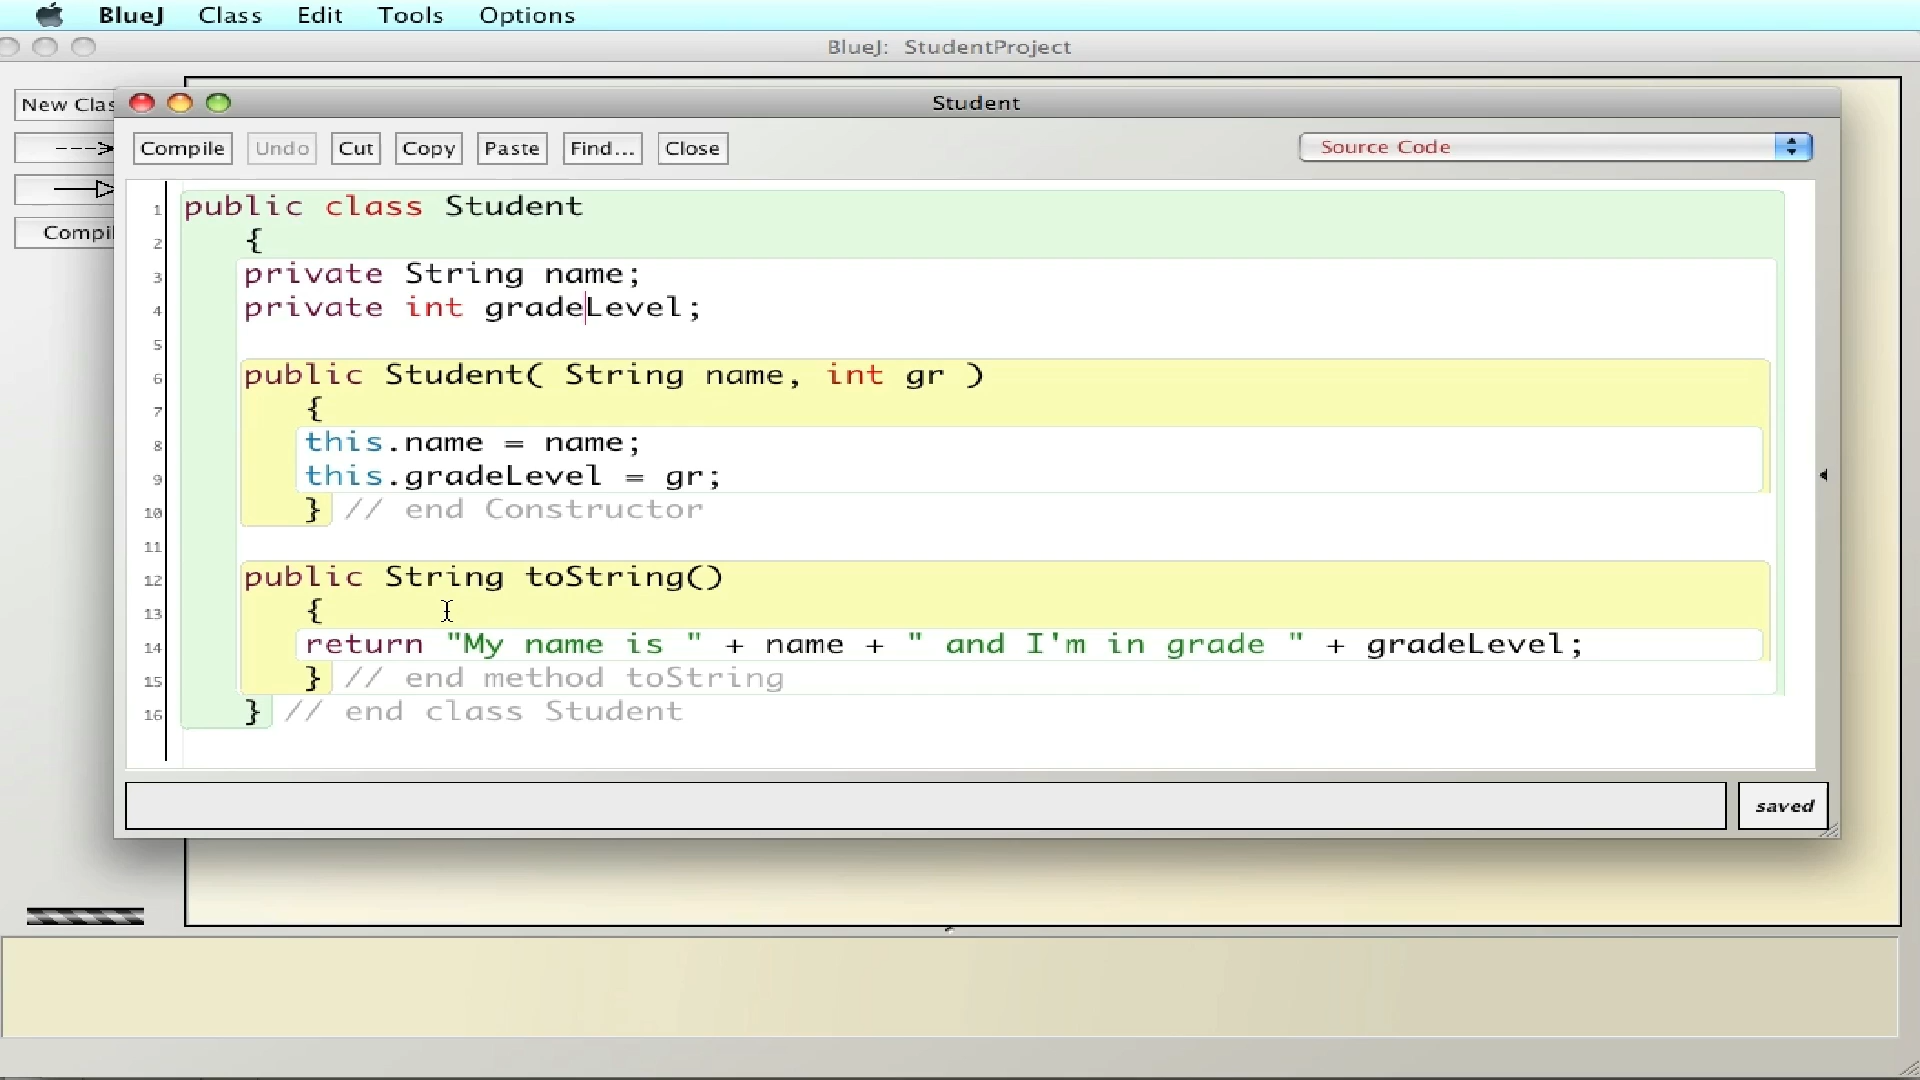 BlueJ Class Edit Tools Options
BlueJ: StudentProject
New Clas
Student
Compile Undo Cut Copy Paste Find... Close Source Code
Compil
1 public class Student
2 {
3 private String name;
4 private int gradeLevel;
5
6 public Student( String name, int gr )
7 {
8 this.name = name;
9 this.gradeLevel = gr;
10 } // end Constructor
11
12 public String toString()
13 {
14 return "My name is " + name + " and I'm in grade " + gradeLevel;
15 } // end method toString
16 } // end class Student
saved